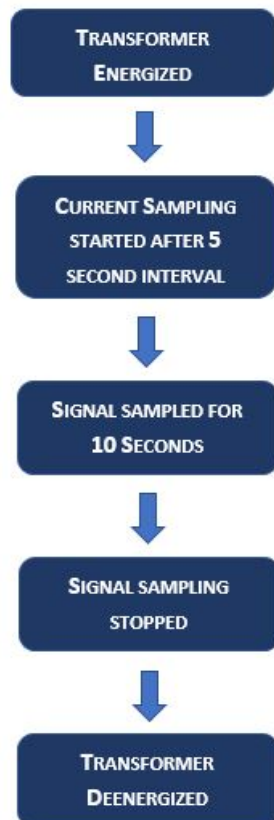 TRANSFORMER
ENERGIZED
CURRENT SAMPLING
STARTED AFTER 5
SECOND INTERVAL
SIGNAL SAMPLED FOR
10 SECONDS
SIGNAL SAMPLING
STOPPED
TRANSFORMER
DEENERGIZED